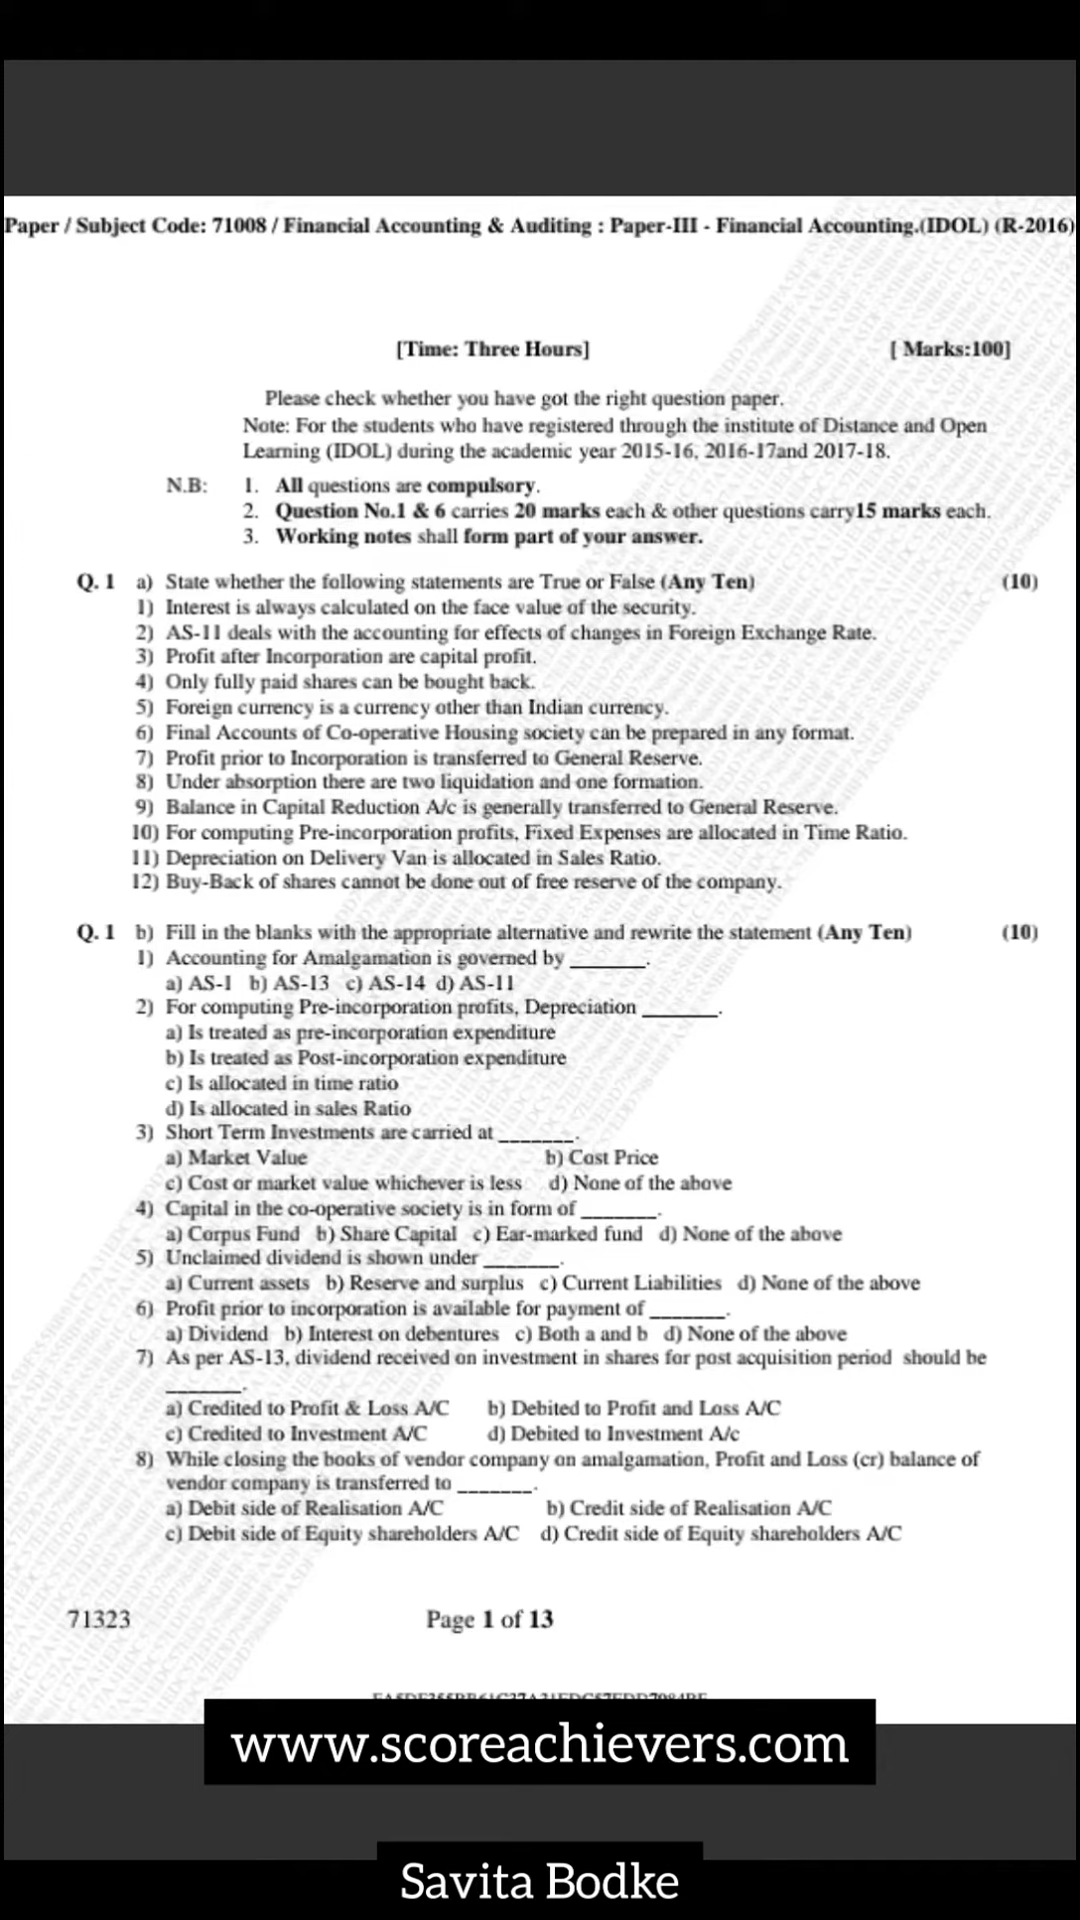 Paper / Subject Code: 71008 / Financial Accounting & Auditing : Paper-III - Financial Accounting.(IDOL) (R-2016)
[Time: Three Hours] [ Marks:100]
Please check whether you have got the right question paper.
Note: For the students who have registered through the institute of Distance and Open
Learning (IDOL) during the academic year 2015-16, 2016-17and 2017-18.
N.B: 1. All questions are compulsory.
2. Question No.1 & 6 carries 20 marks each & other questions carry15 marks each.
3. Working notes shall form part of your answer.
Q. 1 a) State whether the following statements are True or False (Any Ten) (10)
1) Interest is always calculated on the face value of the security.
2) AS-11 deals with the accounting for effects of changes in Foreign Exchange Rate.
3) Profit after Incorporation are capital profit.
4) Only fully paid shares can be bought back.
5) Foreign currency is a currency other than Indian currency.
6) Final Accounts of Co-operative Housing society can be prepared in any format.
7) Profit prior to Incorporation is transferred to General Reserve.
8) Under absorption there are two liquidation and one formation.
9) Balance in Capital Reduction A/c is generally transferred to General Reserve.
10) For computing Pre-incorporation profits, Fixed Expenses are allocated in Time Ratio.
11) Depreciation on Delivery Van is allocated in Sales Ratio.
12) Buy-Back of shares cannot be done out of free reserve of the company.
Q. 1 b) Fill in the blanks with the appropriate alternative and rewrite the statement (Any Ten) (10)
1) Accounting for Amalgamation is governed by _______.
a) AS-1 b) AS-13 c) AS-14 d) AS-11
2) For computing Pre-incorporation profits, Depreciation _______.
a) Is treated as pre-incorporation expenditure
b) Is treated as Post-incorporation expenditure
c) Is allocated in time ratio
d) Is allocated in sales Ratio
3) Short Term Investments are carried at _______.
a) Market Value b) Cost Price
c) Cost or market value whichever is less d) None of the above
4) Capital in the co-operative society is in form of _______.
a) Corpus Fund b) Share Capital c) Ear-marked fund d) None of the above
5) Unclaimed dividend is shown under _______.
a) Current assets b) Reserve and surplus c) Current Liabilities d) None of the above
6) Profit prior to incorporation is available for payment of _______.
a) Dividend b) Interest on debentures c) Both a and b d) None of the above
7) As per AS-13, dividend received on investment in shares for post acquisition period should be
_______.
a) Credited to Profit & Loss A/C b) Debited to Profit and Loss A/C
c) Credited to Investment A/C d) Debited to Investment A/c
8) While closing the books of vendor company on amalgamation, Profit and Loss (cr) balance of
vendor company is transferred to _______.
a) Debit side of Realisation A/C b) Credit side of Realisation A/C
c) Debit side of Equity shareholders A/C d) Credit side of Equity shareholders A/C
71323 Page 1 of 13
www.scoreachievers.com
Savita Bodke